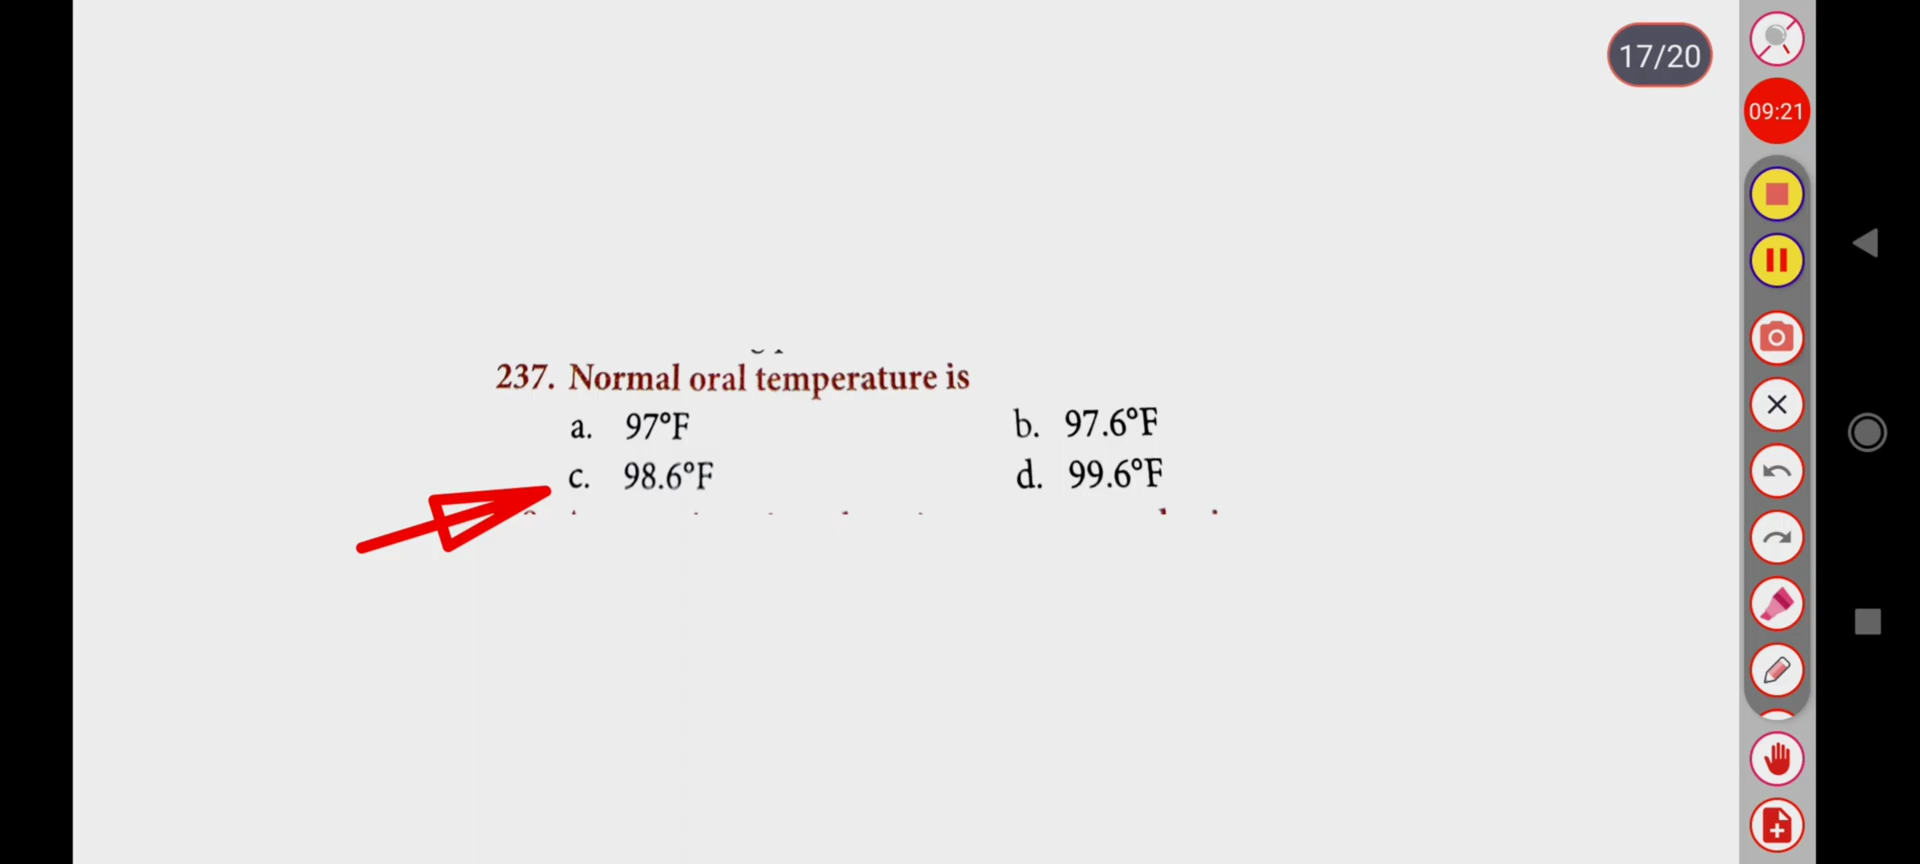 17/20
09:21
237. Normal oral temperature is
a. 97°F b. 97.6°F
c. 98.6°F d. 99.6°F